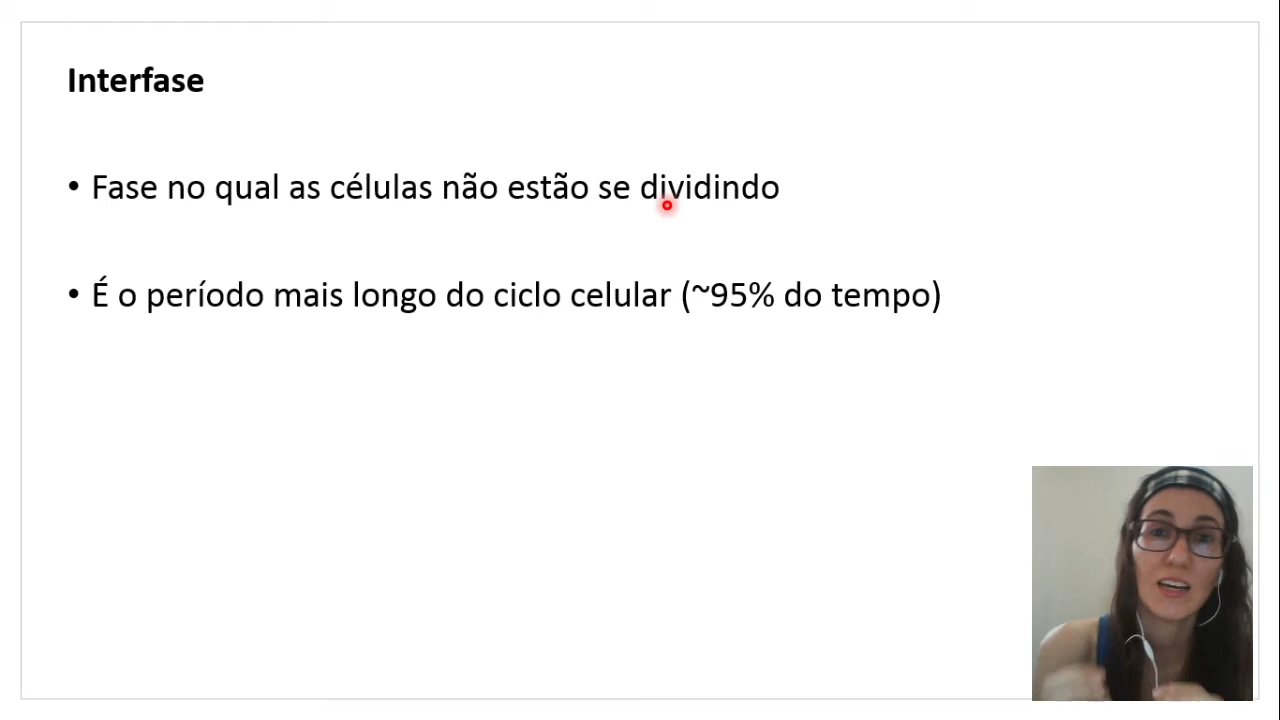 Interfase
• Fase no qual as células não estão se dividindo
• É o período mais longo do ciclo celular (~95% do tempo)